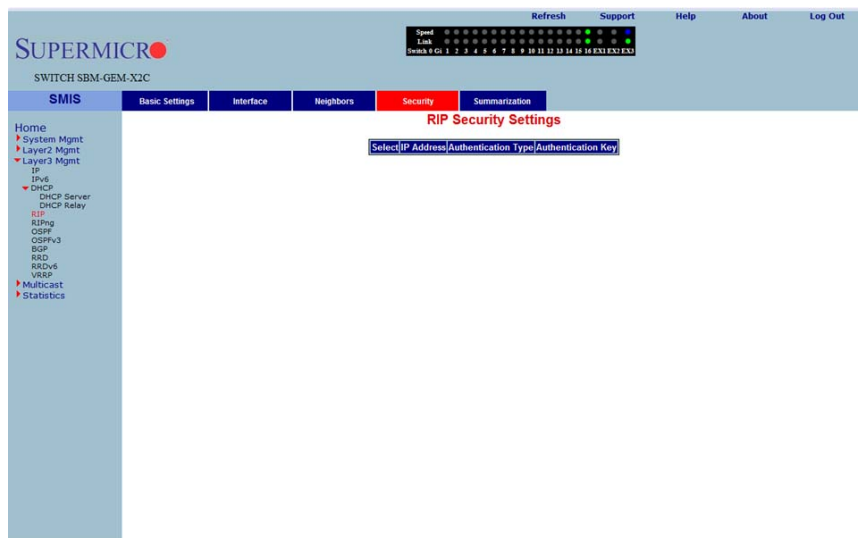 Refresh Support Help About Log Out
Speed
Link
Switch 0 Gi 1 2 3 4 5 6 7 8 9 10 11 12 13 14 15 16 EX1 EX2 EX3
SUPERMICRO
SWITCH SBM-GEM-X2C
SMIS
Basic Settings Interface Neighbors Security Summarization
RIP Security Settings
Select IP Address Authentication Type Authentication Key
Home
System Mgmt
Layer2 Mgmt
Layer3 Mgmt
IP
IPv6
DHCP
DHCP Server
DHCP Relay
RIP
RIPng
OSPF
OSPFv3
BGP
RRD
RRDv6
VRRP
Multicast
Statistics